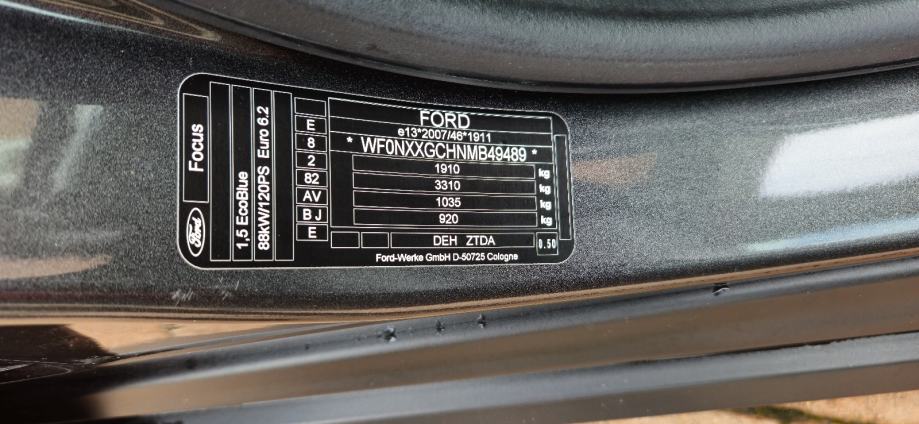 Ford
Focus
1,5 EcoBlue
88kW/120PS Euro 6.2
E
8
2
82
AV
B J
E
FORD
e13*2007/46*1911
* WF0NXXGCHNMB49489 *
1910 kg
3310 kg
1035 kg
920 kg
DEH ZTDA 0.50
Ford-Werke GmbH D-50725 Cologne